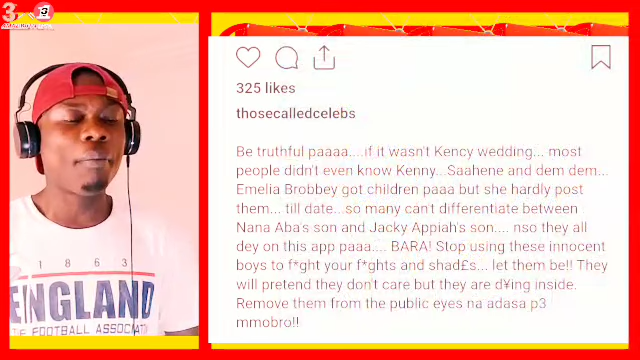 3
3
1 8 6 3
ENGLAND
THE FOOTBALL ASSOCIAT
325 likes
thosecalledcelebs
Be truthful paaaa....if it wasn't Kency wedding... most
people didn't even know Kenny...Saahene and dem dem...
Emelia Brobbey got children paaa but she hardly post
them... till date...so many can't differentiate between
Nana Aba's son and Jacky Appiah's son.... nso they all
dey on this app paaa.... BARA! Stop using these innocent
boys to f*ght your f*ghts and shad£s... let them be!! They
will pretend they don't care but they are d¥ing inside.
Remove them from the public eyes na adasa p3
mmobro!!